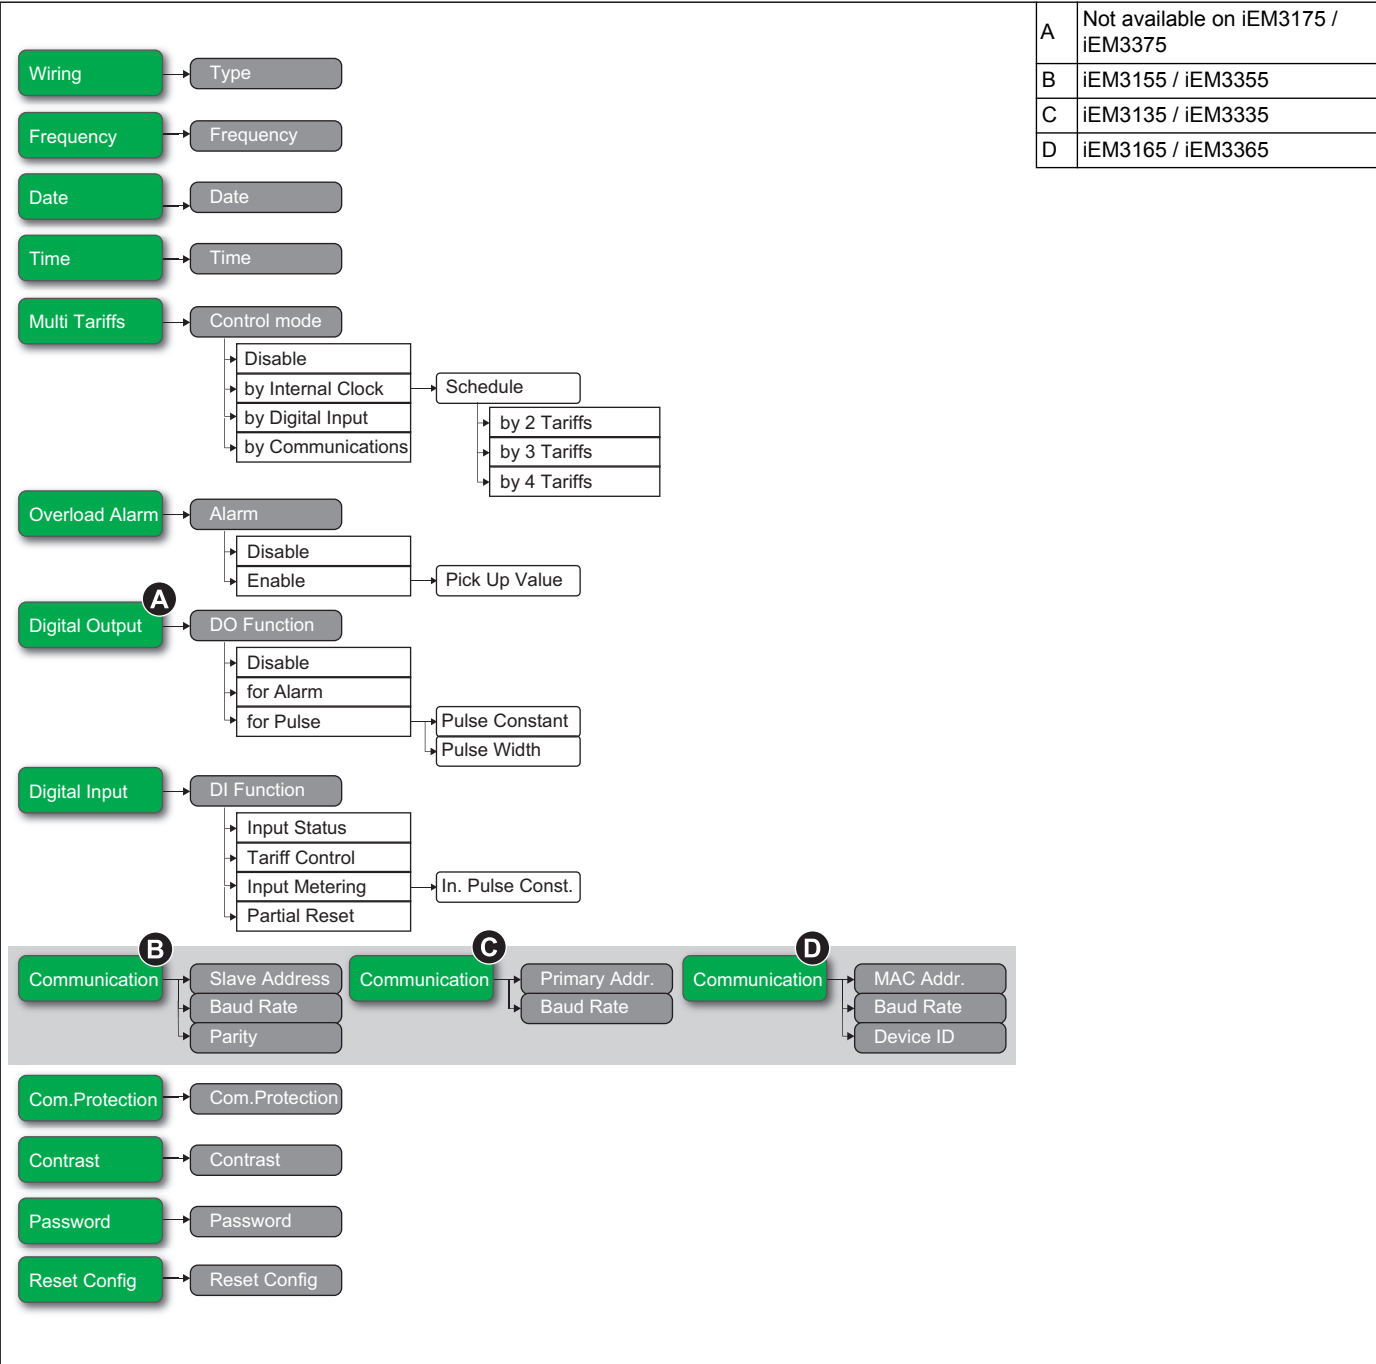 A
Not available on iEM3175 /
iEM3375
B
iEM3155 / iEM3355
C
iEM3135 / iEM3335
D
iEM3165 / iEM3365
Wiring
Type
Frequency
Frequency
Date
Date
Time
Time
Multi Tariffs
Control mode
Disable
by Internal Clock
Schedule
by Digital Input
by 2 Tariffs
by Communications
by 3 Tariffs
by 4 Tariffs
Overload Alarm
Alarm
Disable
Enable
Pick Up Value
A
Digital Output
DO Function
Disable
for Alarm
for Pulse
Pulse Constant
Pulse Width
Digital Input
DI Function
Input Status
Tariff Control
Input Metering
In. Pulse Const.
Partial Reset
B
Communication
Slave Address
Baud Rate
Parity
C
Communication
Primary Addr.
Baud Rate
D
Communication
MAC Addr.
Baud Rate
Device ID
Com.Protection
Com.Protection
Contrast
Contrast
Password
Password
Reset Config
Reset Config